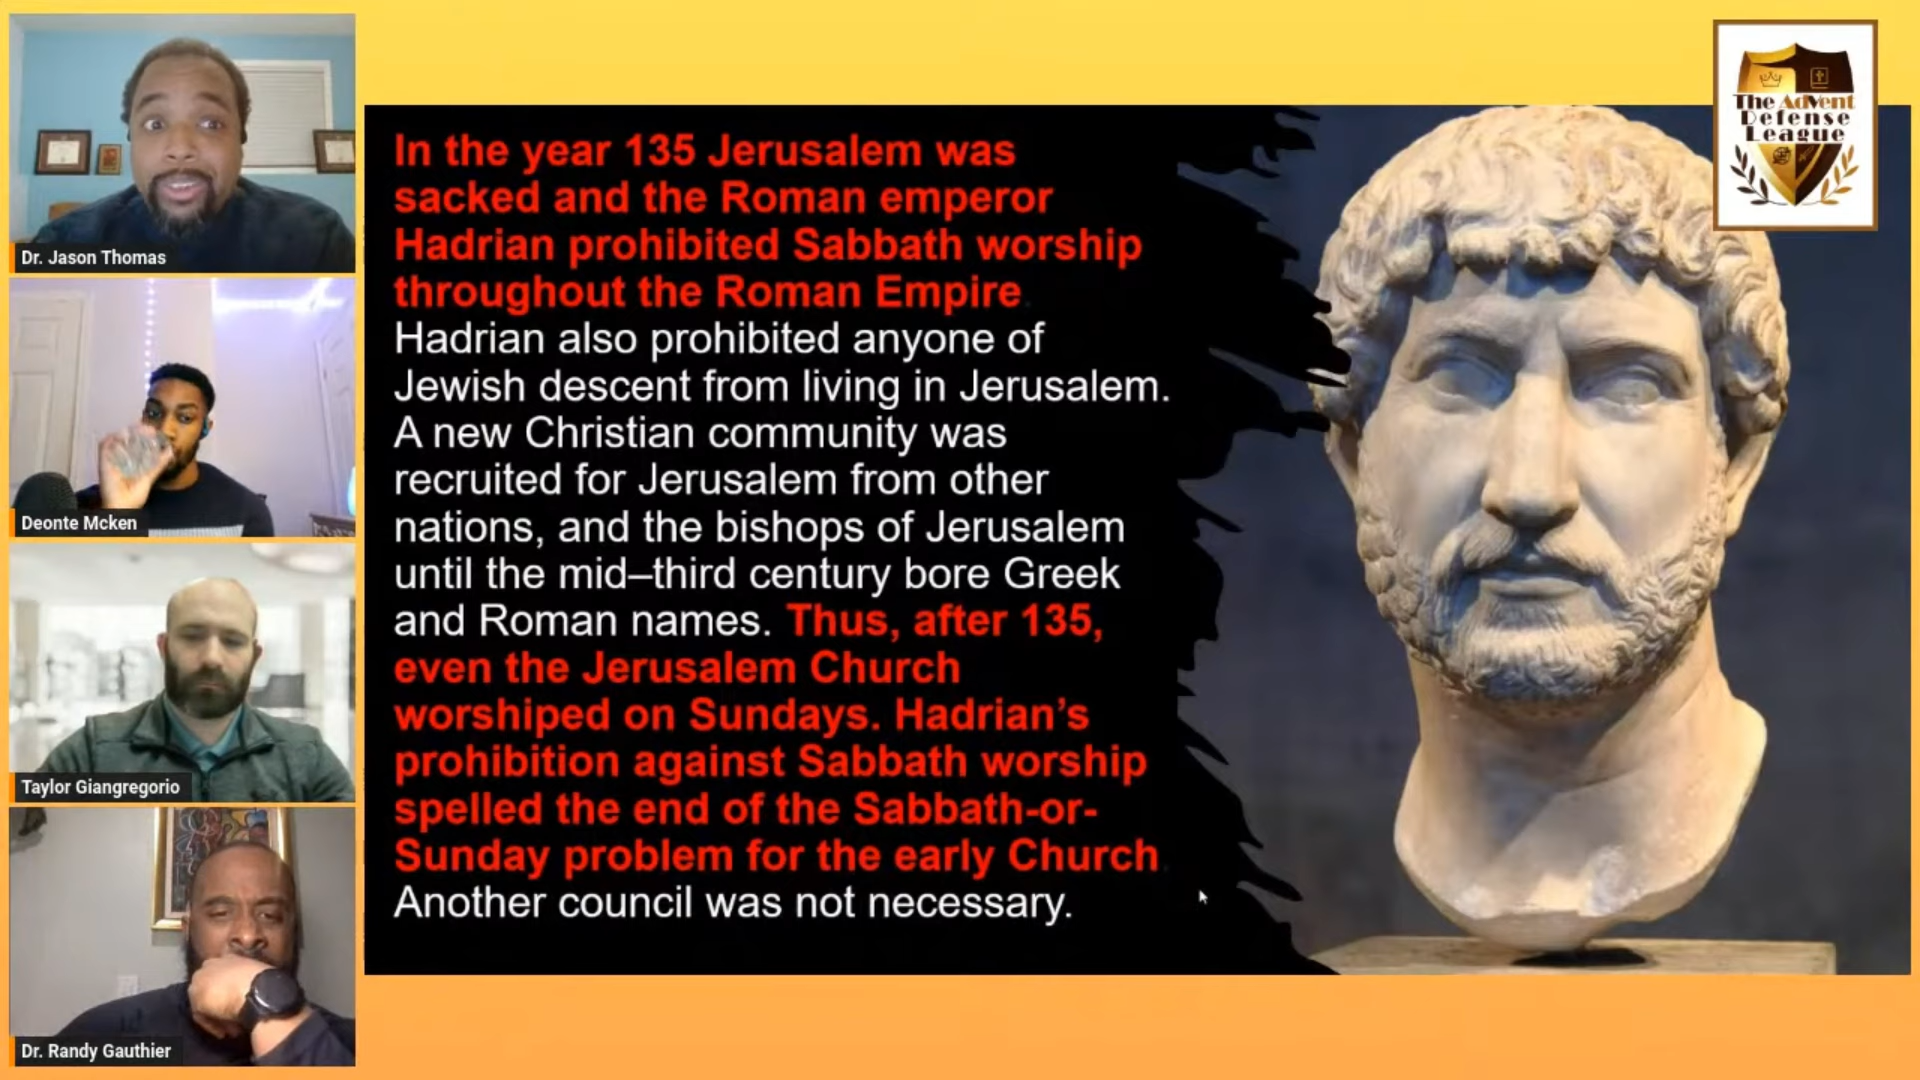 Dr. Jason Thomas
Deonte Mcken
Taylor Giangregorio
Dr. Randy Gauthier
In the year 135 Jerusalem was
sacked and the Roman emperor
Hadrian prohibited Sabbath worship
throughout the Roman Empire.
Hadrian also prohibited anyone of
Jewish descent from living in Jerusalem.
A new Christian community was
recruited for Jerusalem from other
nations, and the bishops of Jerusalem
until the mid–third century bore Greek
and Roman names. Thus, after 135,
even the Jerusalem Church
worshiped on Sundays. Hadrian’s
prohibition against Sabbath worship
spelled the end of the Sabbath-or-
Sunday problem for the early Church.
Another council was not necessary.
The AdVent
Defense
League